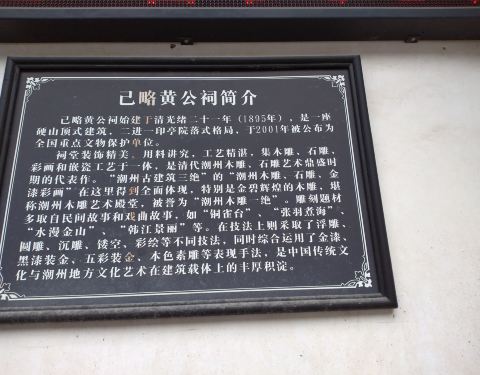 己略黄公祠简介
己略黄公祠始建于清光绪二十一年（1895年），是一座
硬山顶式建筑，二进一印亭院落式格局，于2001年被公布为
全国重点文物保护单位。
祠堂装饰精美，用料讲究，工艺精湛，集木雕、石雕、
彩画和嵌瓷工艺于一体，是清代潮州木雕、石雕艺术鼎盛时
期的代表作。“潮州古建筑三绝”的“潮州木雕、石雕、金
漆彩画”在这里得到全面体现，特别是金碧辉煌的木雕，堪
称潮州木雕艺术殿堂，被誉为“潮州木雕一绝”。雕刻题材
多取自民间故事和戏曲故事，如“铜雀台”、“张羽煮海”、
“水漫金山”、“韩江景丽”等。在技法上则采取了浮雕、
圆雕、沉雕、镂空、彩绘等不同技法，同时综合运用了金漆、
黑漆装金、五彩装金、本色素雕等表现手法，是中国传统文
化与潮州地方文化艺术在建筑载体上的丰厚积淀。